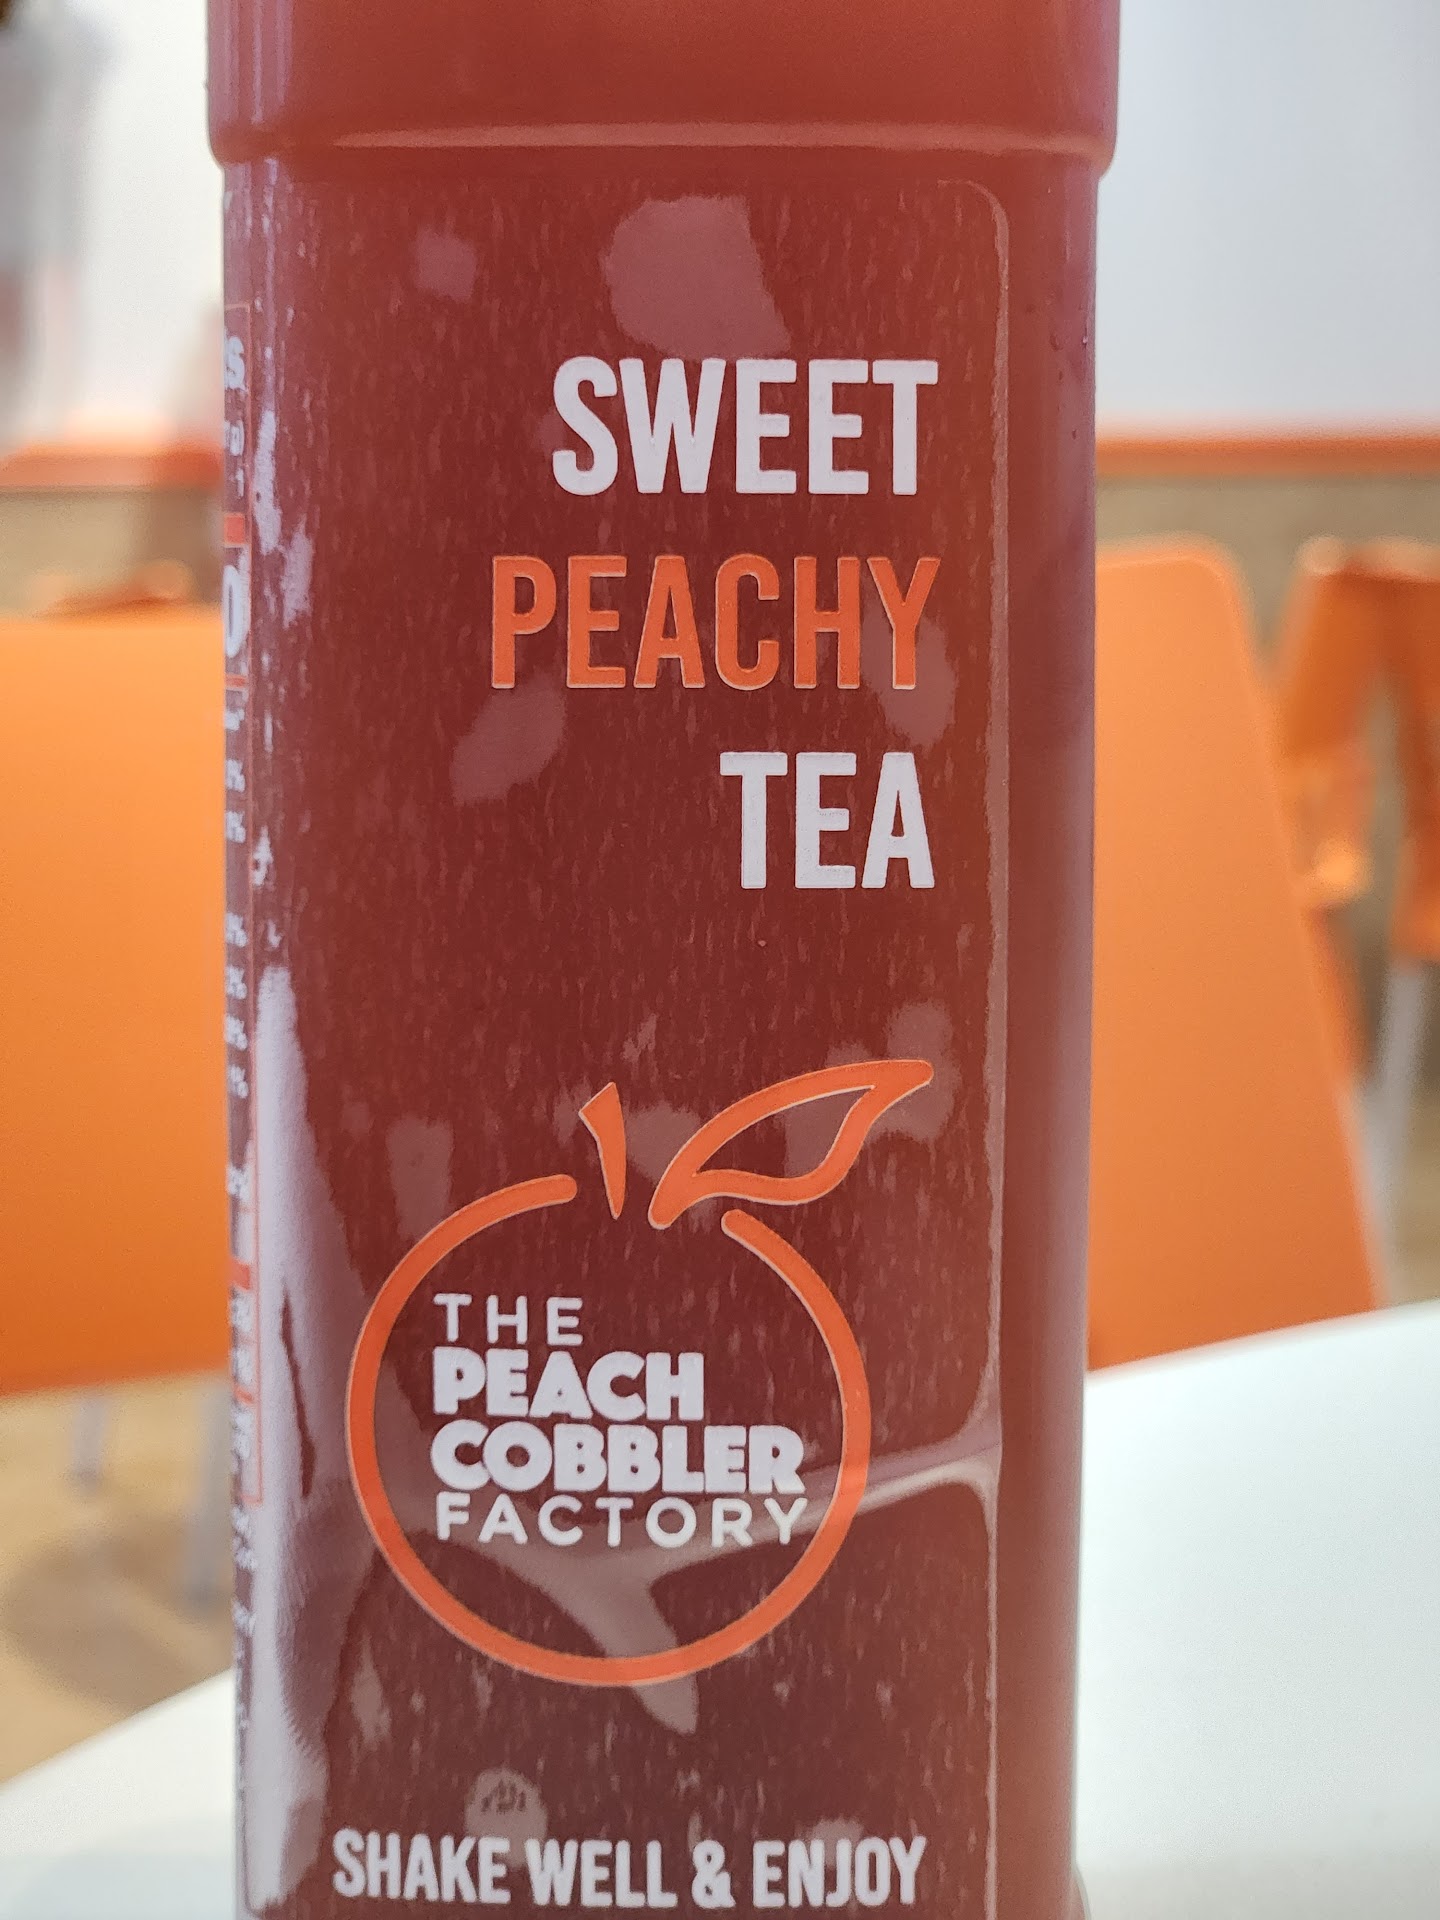 SWEET
PEACHY
TEA
THE
PEACH
COBBLER
FACTORY
SHAKE WELL & ENJOY